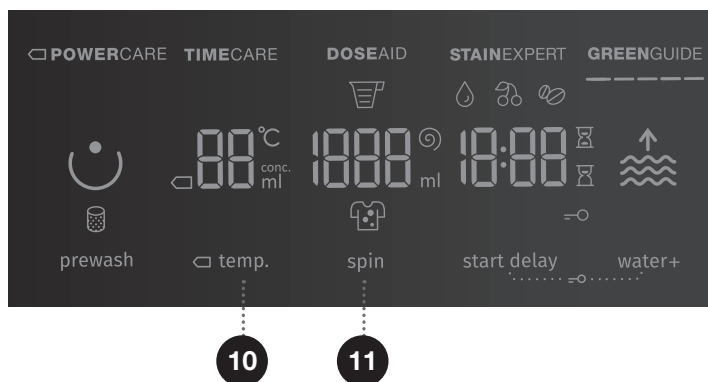 POWERCARE TIMECARE DOSEAID STAINEXPERT GREENGUIDE
88 °C conc. ml 1888 ml 18:88
prewash temp. spin start delay water+
10 11